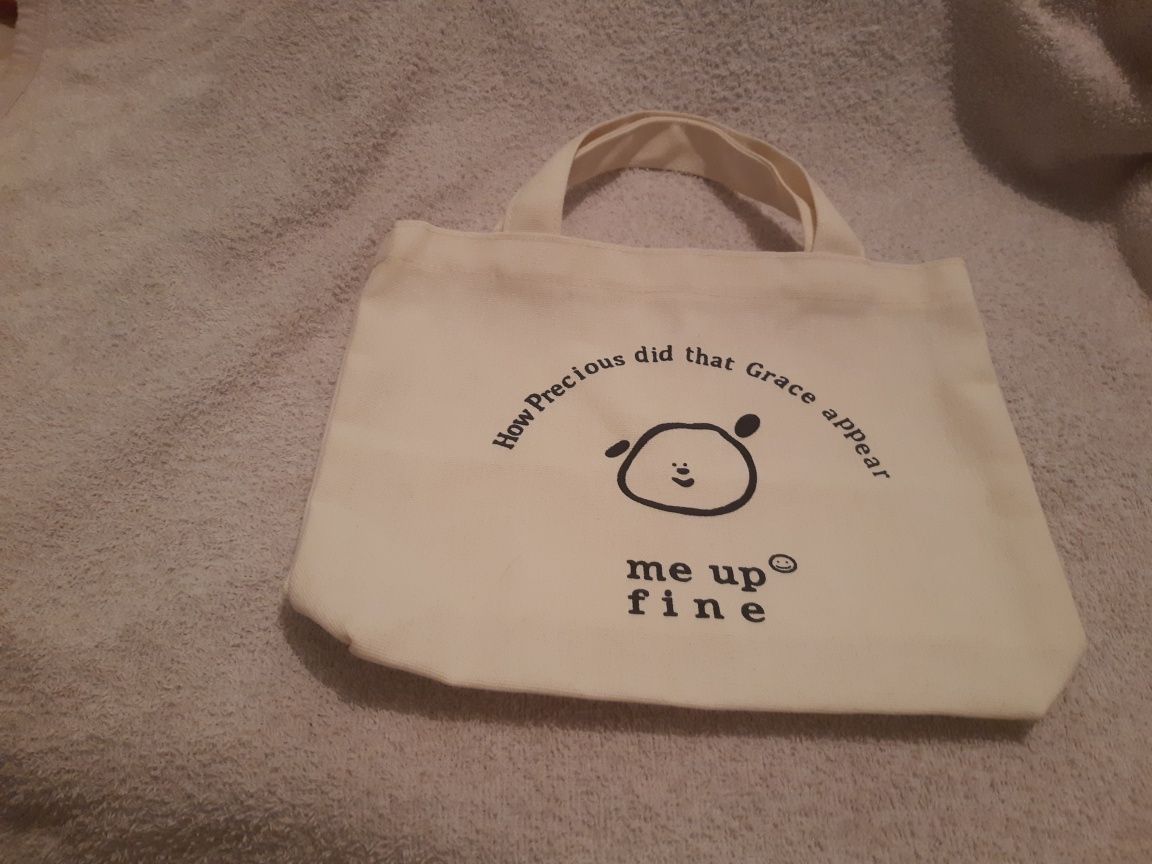 How Precious did that Grace appear
me up
fine